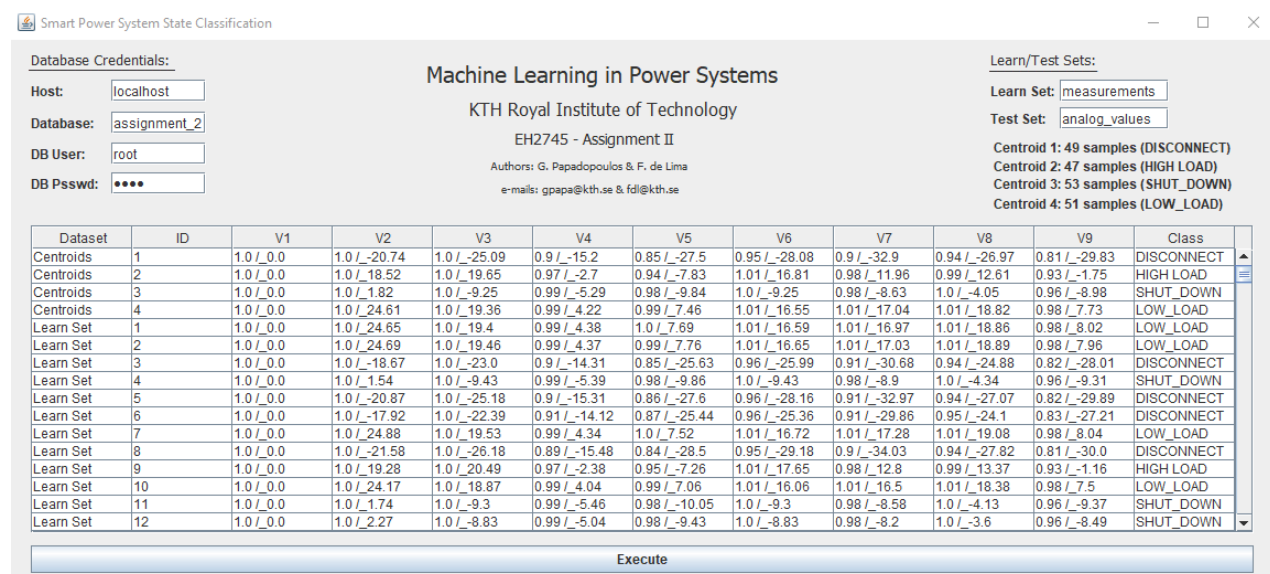 Smart Power System State Classification
Database Credentials:
Host: localhost
Database: assignment_2
DB User: root
DB Psswd: ●●●●
Machine Learning in Power Systems
KTH Royal Institute of Technology
EH2745 - Assignment II
Authors: G. Papadopoulos & F. de Lima
e-mails: gpapa@kth.se & fdl@kth.se
Learn/Test Sets:
Learn Set: measurements
Test Set: analog_values
Centroid 1: 49 samples (DISCONNECT)
Centroid 2: 47 samples (HIGH LOAD)
Centroid 3: 53 samples (SHUT_DOWN)
Centroid 4: 51 samples (LOW_LOAD)
Dataset ID V1 V2 V3 V4 V5 V6 V7 V8 V9 Class
Centroids 1 1.0 /_0.0 1.0 /_-20.74 1.0 /_-25.09 0.9 /_-15.2 0.85 /_-27.5 0.95 /_-28.08 0.9 /_-32.9 0.94 /_-26.97 0.81 /_-29.83 DISCONNECT
Centroids 2 1.0 /_0.0 1.0 /_18.52 1.0 /_19.65 0.97 /_-2.7 0.94 /_-7.83 1.01 /_16.81 0.98 /_11.96 0.99 /_12.61 0.93 /_-1.75 HIGH LOAD
Centroids 3 1.0 /_0.0 1.0 /_1.82 1.0 /_-9.25 0.99 /_-5.29 0.98 /_-9.84 1.0 /_-9.25 0.98 /_-8.63 1.0 /_-4.05 0.96 /_-8.98 SHUT_DOWN
Centroids 4 1.0 /_0.0 1.0 /_24.61 1.0 /_19.36 0.99 /_4.22 0.99 /_7.46 1.01 /_16.55 1.01 /_17.04 1.01 /_18.82 0.98 /_7.73 LOW_LOAD
Learn Set 1 1.0 /_0.0 1.0 /_24.65 1.0 /_19.4 0.99 /_4.38 1.0 /_7.69 1.01 /_16.59 1.01 /_16.97 1.01 /_18.86 0.98 /_8.02 LOW_LOAD
Learn Set 2 1.0 /_0.0 1.0 /_24.69 1.0 /_19.46 0.99 /_4.37 0.99 /_7.76 1.01 /_16.65 1.01 /_17.03 1.01 /_18.89 0.98 /_7.96 LOW_LOAD
Learn Set 3 1.0 /_0.0 1.0 /_-18.67 1.0 /_-23.0 0.9 /_-14.31 0.85 /_-25.63 0.96 /_-25.99 0.91 /_-30.68 0.94 /_-24.88 0.82 /_-28.01 DISCONNECT
Learn Set 4 1.0 /_0.0 1.0 /_1.54 1.0 /_-9.43 0.99 /_-5.39 0.98 /_-9.86 1.0 /_-9.43 0.98 /_-8.9 1.0 /_-4.34 0.96 /_-9.31 SHUT_DOWN
Learn Set 5 1.0 /_0.0 1.0 /_-20.87 1.0 /_-25.18 0.9 /_-15.31 0.86 /_-27.6 0.96 /_-28.16 0.91 /_-32.97 0.94 /_-27.07 0.82 /_-29.89 DISCONNECT
Learn Set 6 1.0 /_0.0 1.0 /_-17.92 1.0 /_-22.39 0.91 /_-14.12 0.87 /_-25.44 0.96 /_-25.36 0.91 /_-29.86 0.95 /_-24.1 0.83 /_-27.21 DISCONNECT
Learn Set 7 1.0 /_0.0 1.0 /_24.88 1.0 /_19.53 0.99 /_4.34 1.0 /_7.52 1.01 /_16.72 1.01 /_17.28 1.01 /_19.08 0.98 /_8.04 LOW_LOAD
Learn Set 8 1.0 /_0.0 1.0 /_-21.58 1.0 /_-26.18 0.89 /_-15.48 0.84 /_-28.5 0.95 /_-29.18 0.9 /_-34.03 0.94 /_-27.82 0.81 /_-30.0 DISCONNECT
Learn Set 9 1.0 /_0.0 1.0 /_19.28 1.0 /_20.49 0.97 /_-2.38 0.95 /_-7.26 1.01 /_17.65 0.98 /_12.8 0.99 /_13.37 0.93 /_-1.16 HIGH LOAD
Learn Set 10 1.0 /_0.0 1.0 /_24.17 1.0 /_18.87 0.99 /_4.04 0.99 /_7.06 1.01 /_16.06 1.01 /_16.5 1.01 /_18.38 0.98 /_7.5 LOW_LOAD
Learn Set 11 1.0 /_0.0 1.0 /_1.74 1.0 /_-9.3 0.99 /_-5.46 0.98 /_-10.05 1.0 /_-9.3 0.98 /_-8.58 1.0 /_-4.13 0.96 /_-9.37 SHUT_DOWN
Learn Set 12 1.0 /_0.0 1.0 /_2.27 1.0 /_-8.83 0.99 /_-5.04 0.98 /_-9.43 1.0 /_-8.83 0.98 /_-8.2 1.0 /_-3.6 0.96 /_-8.49 SHUT_DOWN
Execute